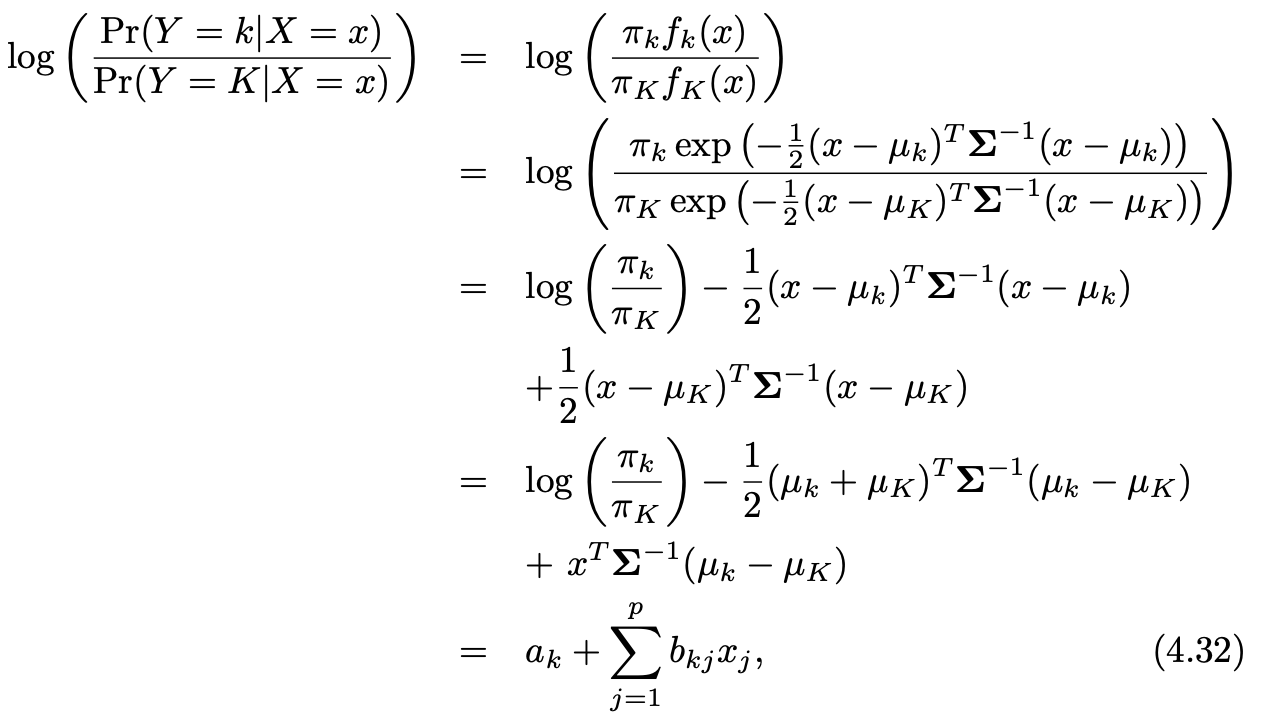 log(Pr(Y = k|X = x) / Pr(Y = K|X = x)) = log(π_k f_k(x) / π_K f_K(x))
= log(π_k exp(−½(x − μ_k)^T Σ^{−1}(x − μ_k)) / π_K exp(−½(x − μ_K)^T Σ^{−1}(x − μ_K)))
= log(π_k / π_K) − ½(x − μ_k)^T Σ^{−1}(x − μ_k)
+½(x − μ_K)^T Σ^{−1}(x − μ_K)
= log(π_k / π_K) − ½(μ_k + μ_K)^T Σ^{−1}(μ_k − μ_K)
+ x^T Σ^{−1}(μ_k − μ_K)
= a_k + ∑_{j=1}^{p} b_{kj}x_j, (4.32)